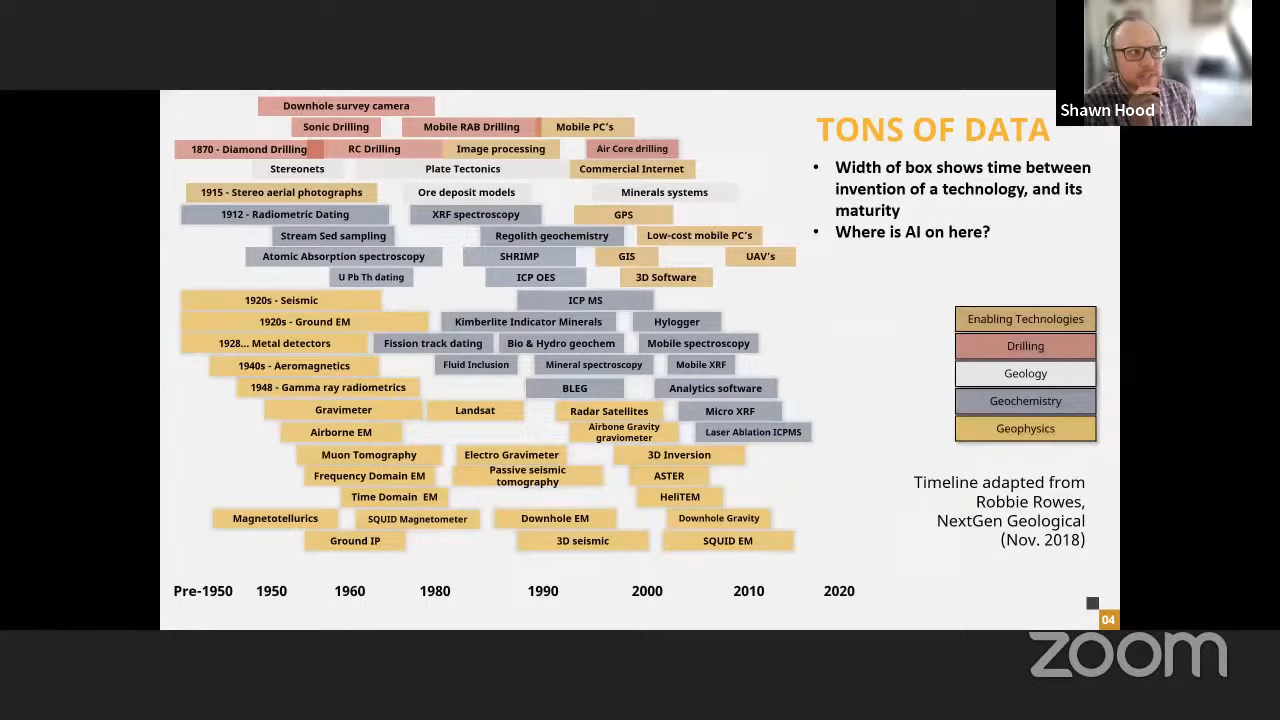 Shawn Hood
TONS OF DATA
• Width of box shows time between
invention of a technology, and its
maturity
• Where is AI on here?
Downhole survey camera
Sonic Drilling
Mobile RAB Drilling
Mobile PC's
1870 - Diamond Drilling
RC Drilling
Image processing
Air Core drilling
Stereonets
Plate Tectonics
Commercial Internet
1915 - Stereo aerial photographs
Ore deposit models
Minerals systems
1912 - Radiometric Dating
XRF spectroscopy
GPS
Stream Sed sampling
Regolith geochemistry
Low-cost mobile PC's
Atomic Absorption spectroscopy
SHRIMP
GIS
UAV's
U Pb Th dating
ICP OES
3D Software
1920s - Seismic
ICP MS
1920s - Ground EM
Kimberlite Indicator Minerals
Hylogger
1928... Metal detectors
Fission track dating
Bio & Hydro geochem
Mobile spectroscopy
1940s - Aeromagnetics
Fluid Inclusion
Mineral spectroscopy
Mobile XRF
1948 - Gamma ray radiometrics
BLEG
Analytics software
Gravimeter
Landsat
Radar Satellites
Micro XRF
Airborne EM
Airbone Gravity
graviometer
Laser Ablation ICPMS
Muon Tomography
Electro Gravimeter
3D Inversion
Frequency Domain EM
Passive seismic
tomography
ASTER
Time Domain EM
HeliTEM
Magnetotellurics
SQUID Magnetometer
Downhole EM
Downhole Gravity
Ground IP
3D seismic
SQUID EM
Pre-1950 1950 1960 1980 1990 2000 2010 2020
Enabling Technologies
Drilling
Geology
Geochemistry
Geophysics
Timeline adapted from
Robbie Rowes,
NextGen Geological
(Nov. 2018)
04
zoom